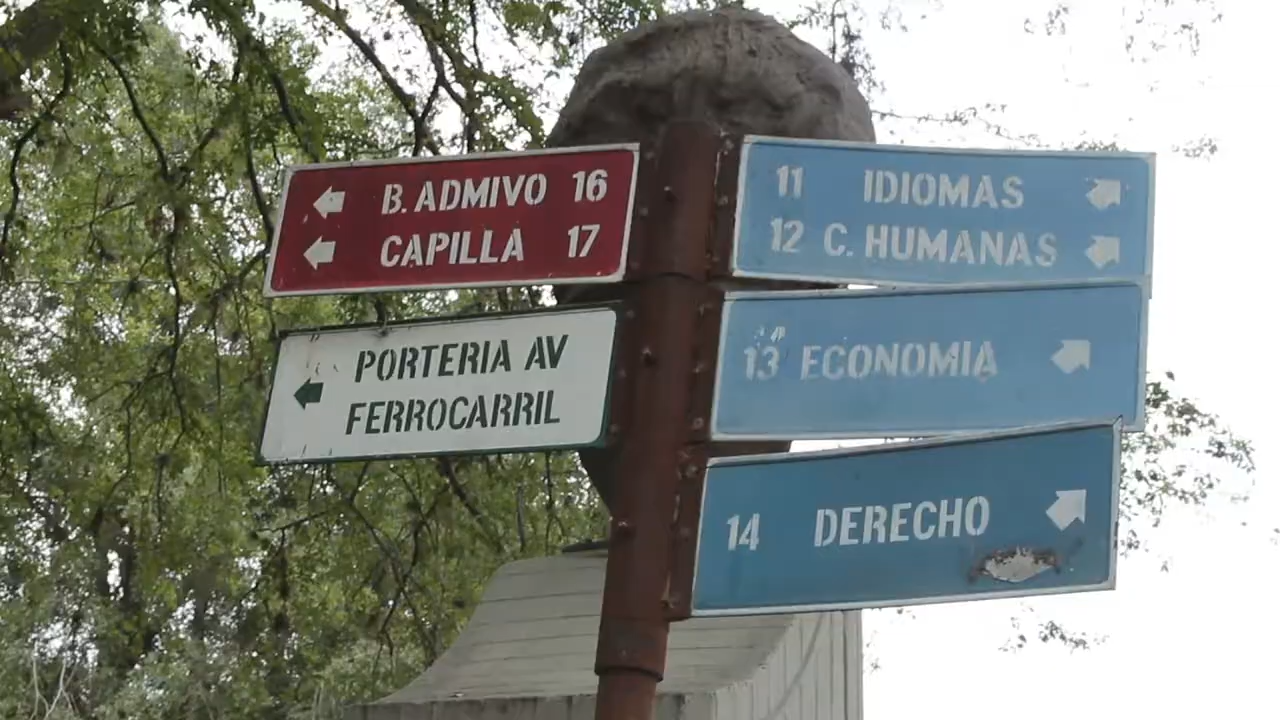 B. ADMIVO 16
CAPILLA 17
PORTERIA AV
FERROCARRIL
11 IDIOMAS
12 C. HUMANAS
13 ECONOMIA
14 DERECHO